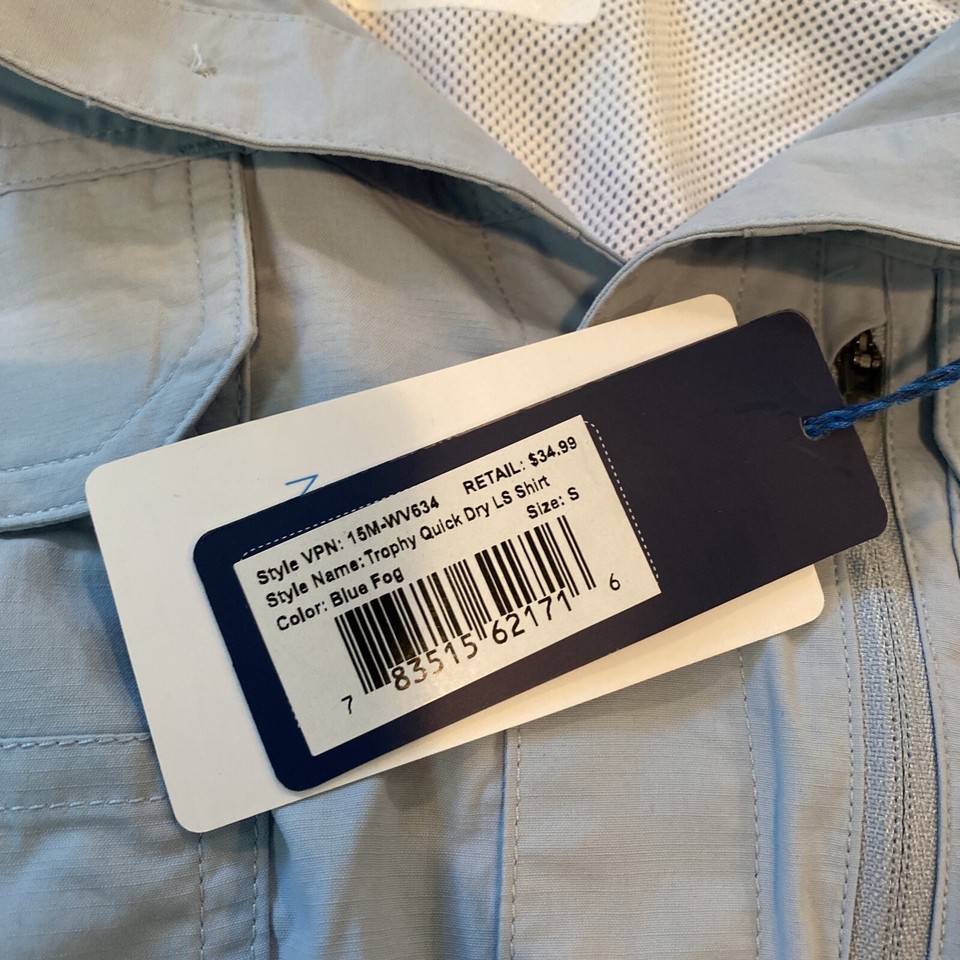 Style VPN: 15M-WV634 RETAIL: $34.99
Style Name: Trophy Quick Dry LS Shirt
Color: Blue Fog Size: S
7 83515 62171 6